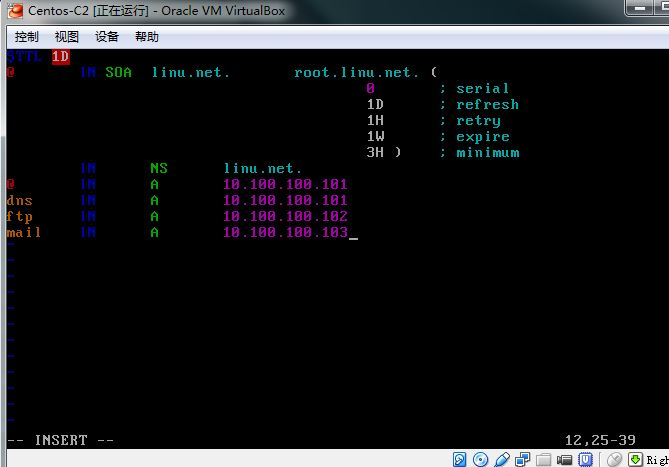 Centos-C2 [正在运行] - Oracle VM VirtualBox
控制 视图 设备 帮助
$TTL 1D
@ IN SOA linu.net. root.linu.net. (
0 ; serial
1D ; refresh
1H ; retry
1W ; expire
3H ) ; minimum
IN NS linu.net.
@ IN A 10.100.100.101
dns IN A 10.100.100.101
ftp IN A 10.100.100.102
mail IN A 10.100.100.103
~
~
~
~
~
~
~
~
~
~
~
~
-- INSERT -- 12,25-39
Righ